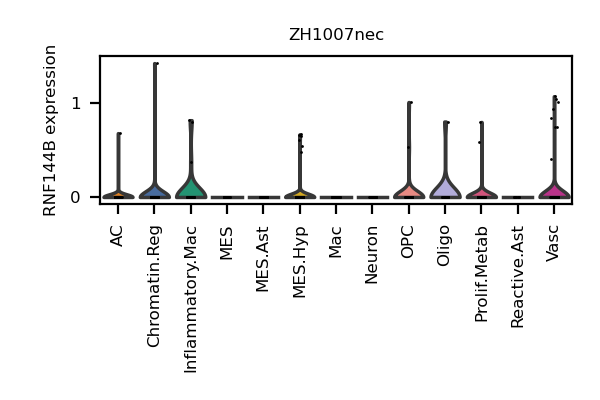 ZH1007nec
RNF144B expression
1
0
AC
Chromatin.Reg
Inflammatory.Mac
MES
MES.Ast
MES.Hyp
Mac
Neuron
OPC
Oligo
Prolif.Metab
Reactive.Ast
Vasc